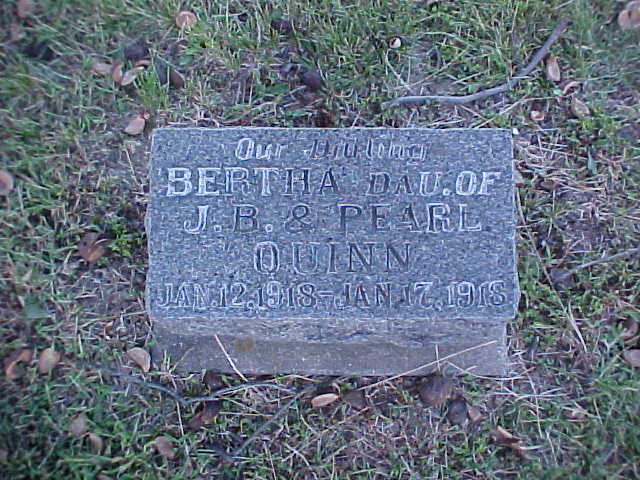 Our Darling
BERTHA DAU. OF
J. B. & PEARL
QUINN
JAN. 12, 1918 - JAN. 17, 1918